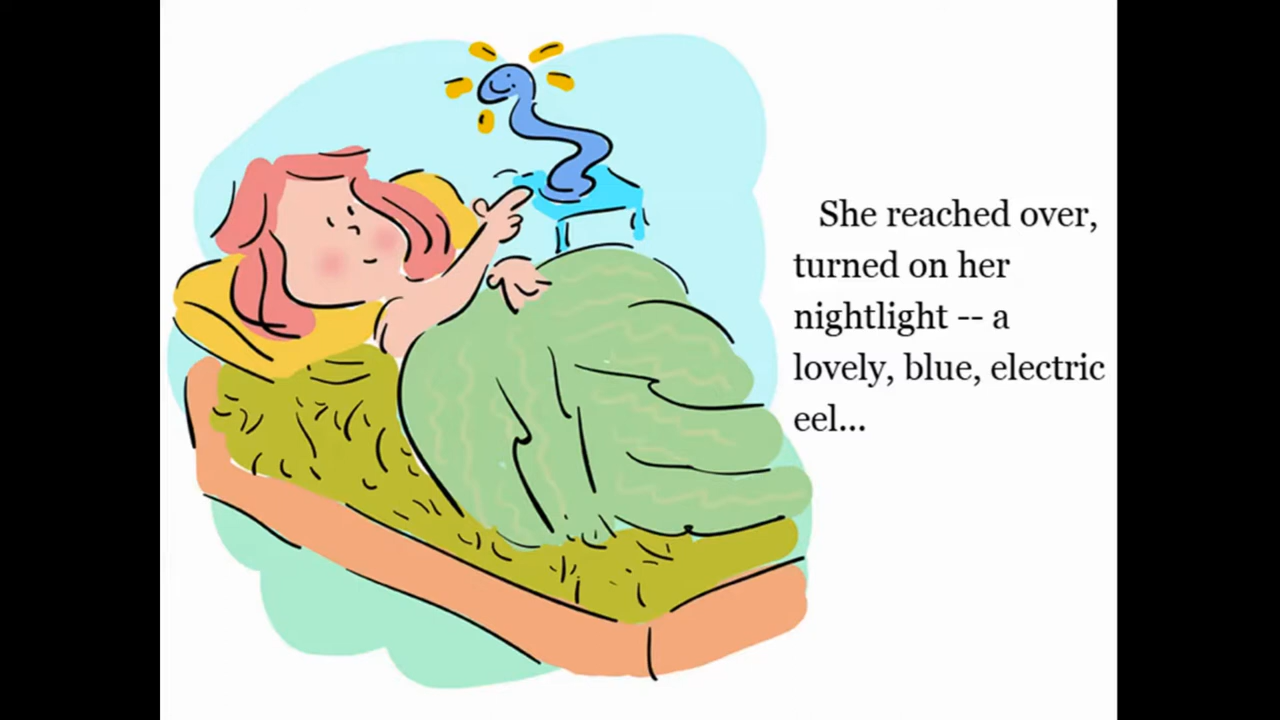 She reached over,
turned on her
nightlight -- a
lovely, blue, electric
eel...